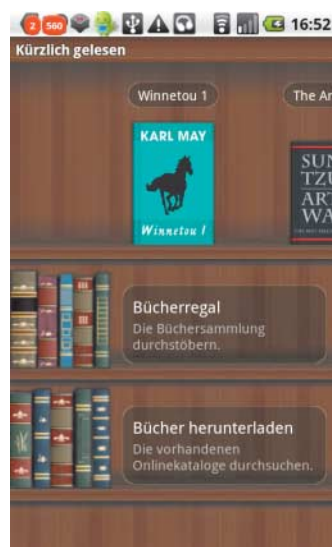 2 560 16:52
Kürzlich gelesen
Winnetou 1 The Ar
KARL MAY
SUN
TZU
ART
WA
Winnetou I
Bücherregal
Die Büchersammlung
durchstöbern.
Bücher herunterladen
Die vorhandenen
Onlinekataloge durchsuchen.